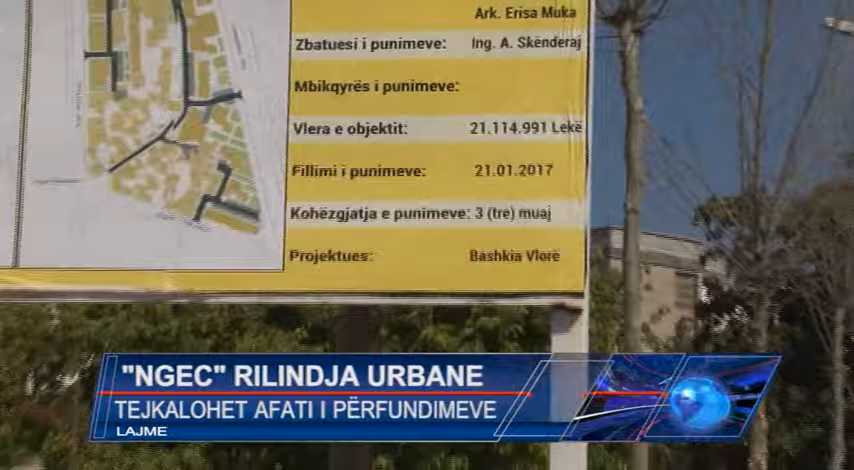 Ark. Erisa Muka
Zbatuesi i punimeve: Ing. A. Skënderaj
Mbikqyrës i punimeve:
Vlera e objektit: 21.114.991 Lekë
Fillimi i punimeve: 21.01.2017
Kohëzgjatja e punimeve: 3 (tre) muaj
Projektues: Bashkia Vlorë
"NGEC" RILINDJA URBANE
TEJKALOHET AFATI I PËRFUNDIMEVE
LAJME